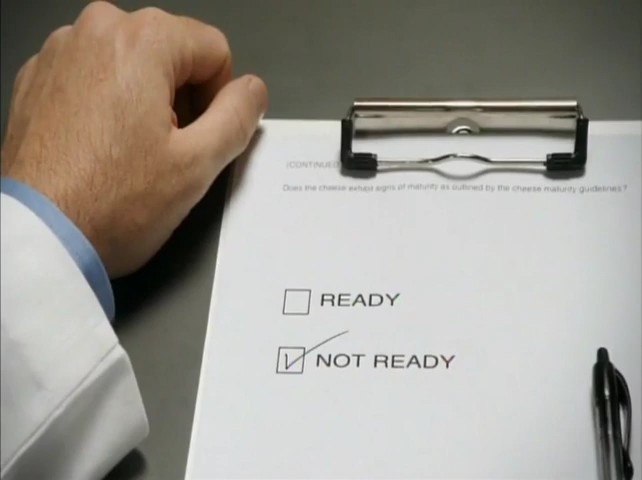 (CONTINUED
Does the cheese exhibit signs of maturity as outlined by the cheese maturity guidelines?
READY
NOT READY